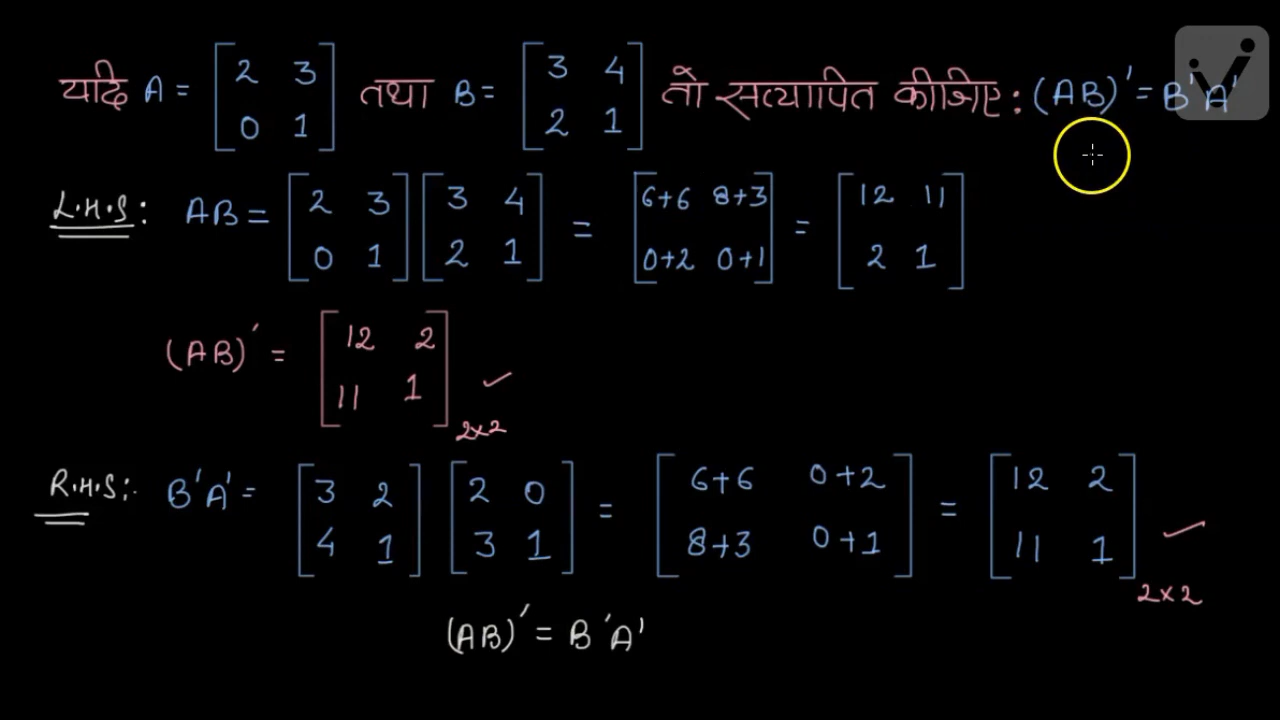 यदि A = [2 3 0 1] तथा B = [3 4 2 1] तो सत्यापित कीजिए : (AB)' = B'A'
L.H.S : AB = [2 3 0 1] [3 4 2 1] = [6+6 8+3 0+2 0+1] = [12 11 2 1]
(AB)' = [12 2 11 1] 2×2 ✓
R.H.S :. B'A' = [3 2 4 1] [2 0 3 1] = [6+6 0+2 8+3 0+1] = [12 2 11 1] 2×2 ✓
(AB)' = B'A'